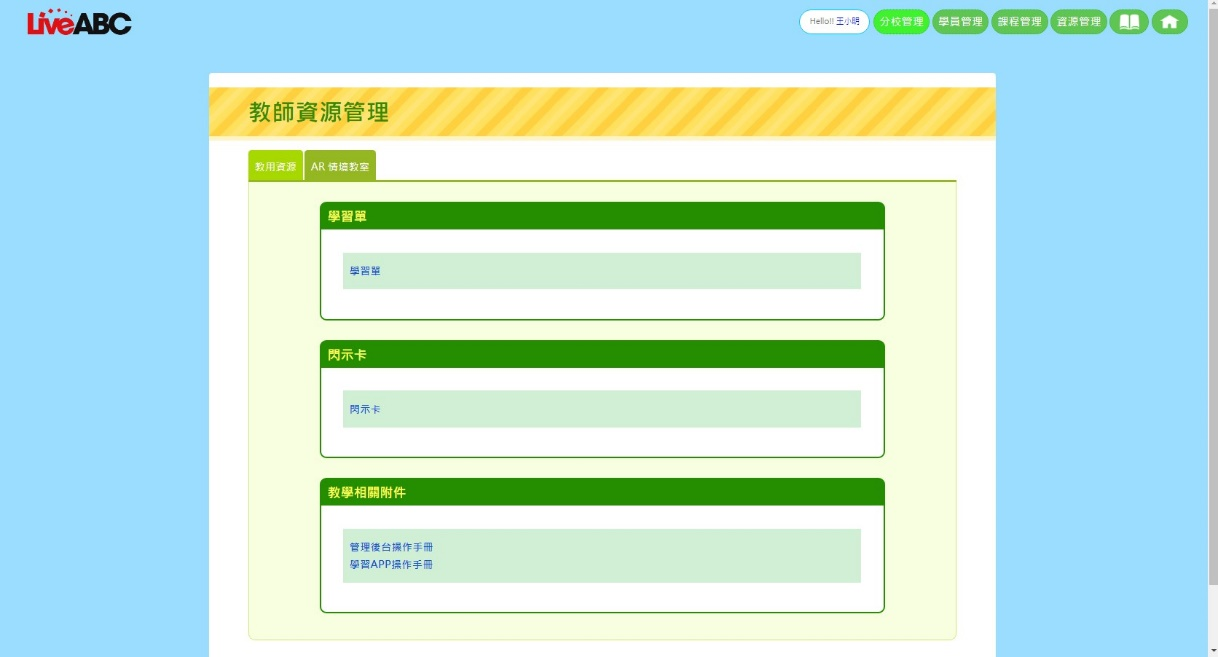 LiveABC
Hello!! 王小明
分校管理
學員管理
課程管理
資源管理
教師資源管理
教用資源
AR 情境教室
學習單
學習單
閃示卡
閃示卡
教學相關附件
管理後台操作手冊
學習APP操作手冊